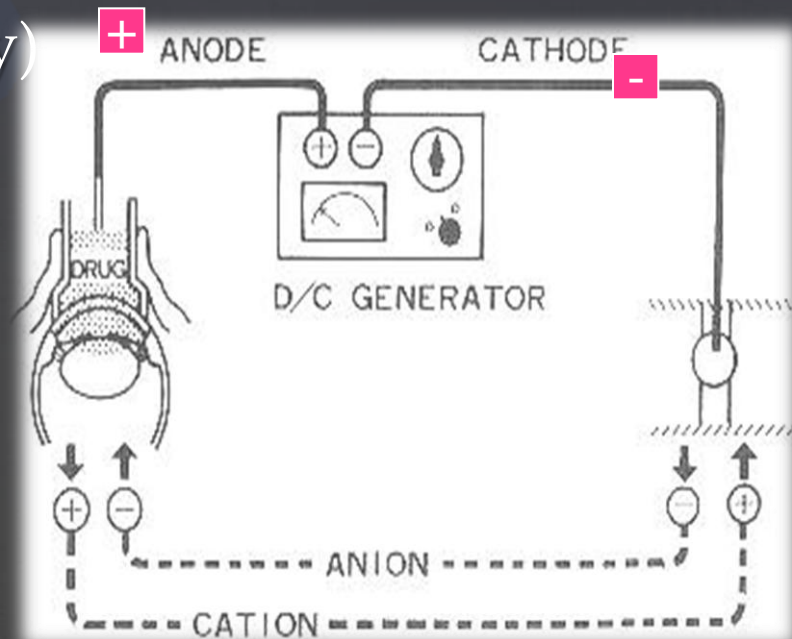 y)
+
ANODE
CATHODE
-
+ −
DRUG
D/C GENERATOR
+ −
− +
ANION
CATION